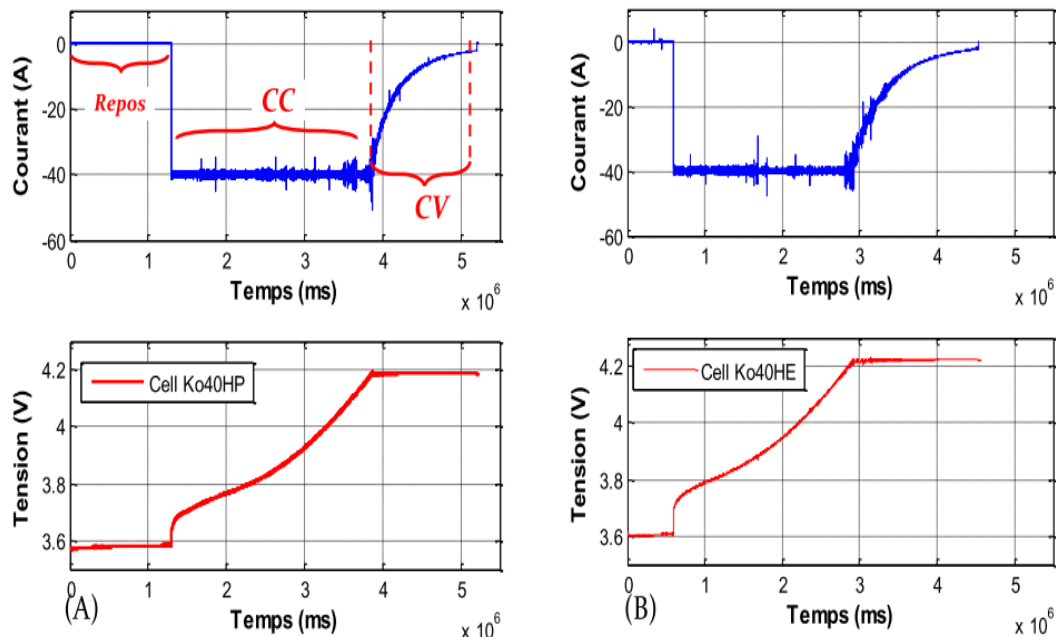 0
-20
-40
-60
Courant (A)
Repos
CC
CV
0 1 2 3 4 5
Temps (ms)
x 10^6
0
-20
-40
-60
Courant (A)
0 1 2 3 4 5
Temps (ms)
x 10^6
4.2
4
3.8
3.6
Tension (V)
Cell Ko40HP
0 1 2 3 4 5
(A)
Temps (ms)
x 10^6
4.2
4
3.8
3.6
Tension (V)
Cell Ko40HE
0 1 2 3 4 5
(B)
Temps (ms)
x 10^6